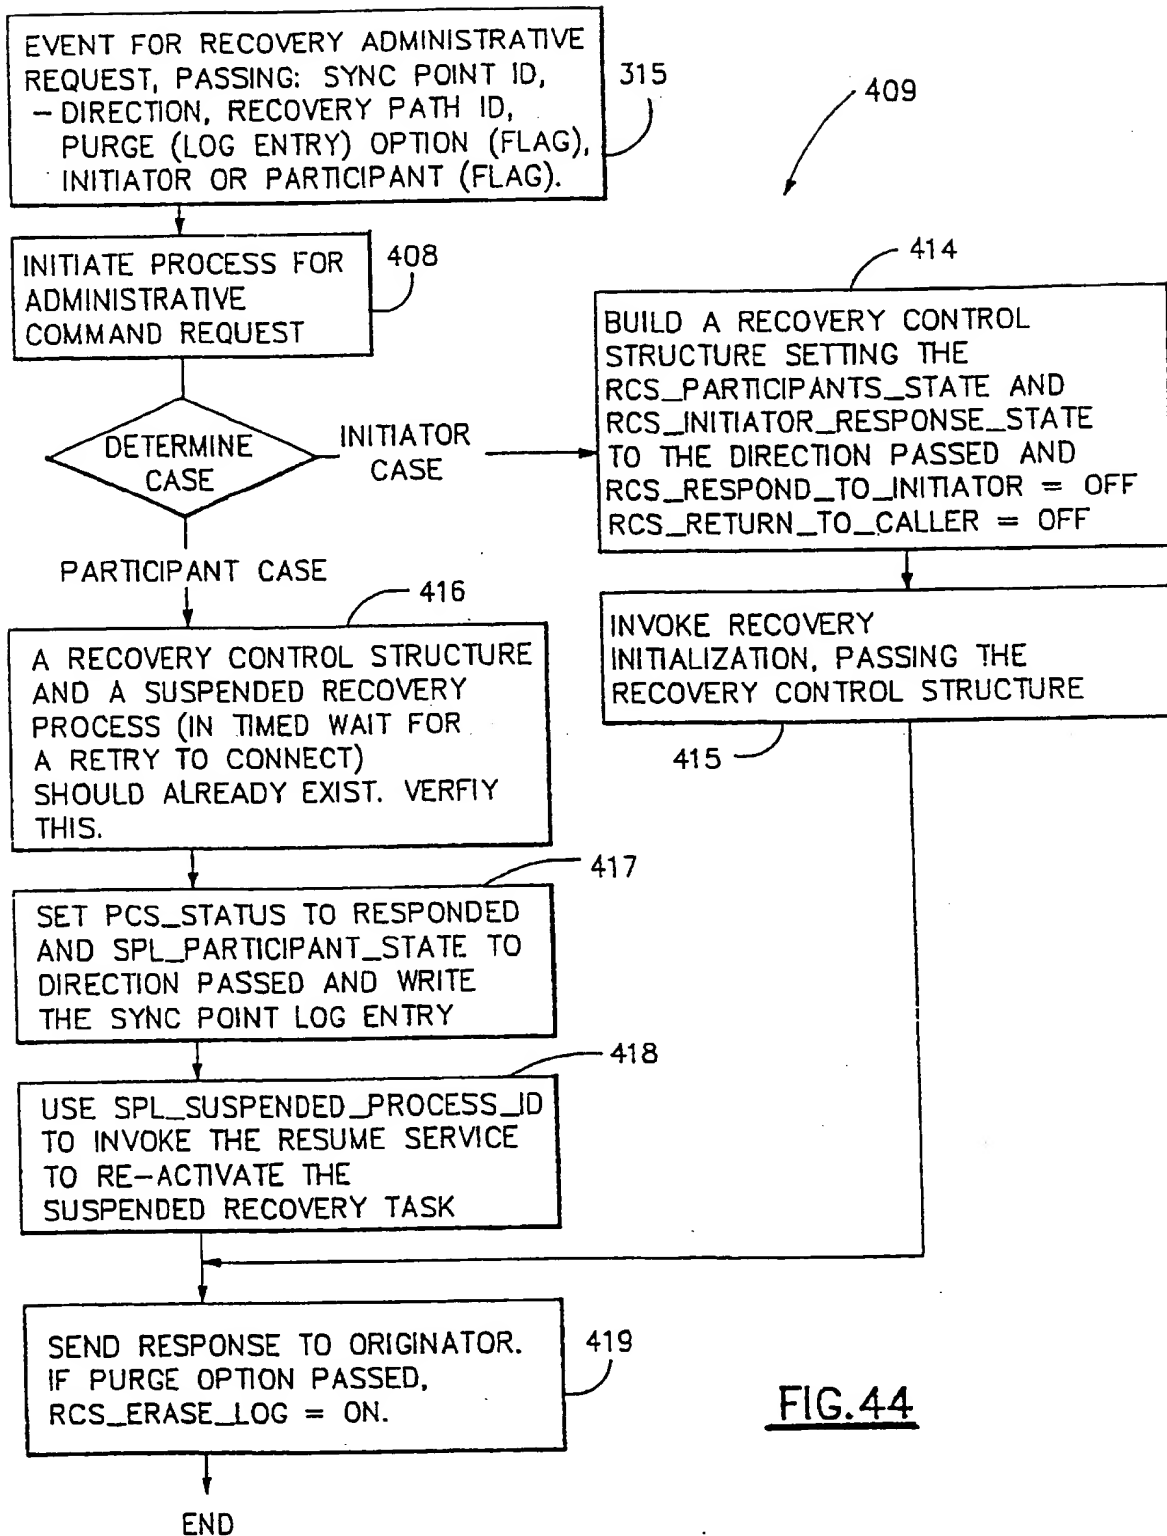 EVENT FOR RECOVERY ADMINISTRATIVE
REQUEST, PASSING: SYNC POINT ID,
- DIRECTION, RECOVERY PATH ID,
PURGE (LOG ENTRY) OPTION (FLAG),
INITIATOR OR PARTICIPANT (FLAG).
315
409
INITIATE PROCESS FOR
ADMINISTRATIVE
COMMAND REQUEST
408
DETERMINE
CASE
INITIATOR
CASE
414
BUILD A RECOVERY CONTROL
STRUCTURE SETTING THE
RCS_PARTICIPANTS_STATE AND
RCS_INITIATOR_RESPONSE_STATE
TO THE DIRECTION PASSED AND
RCS_RESPOND_TO_INITIATOR = OFF
RCS_RETURN_TO_CALLER = OFF
INVOKE RECOVERY
INITIALIZATION, PASSING THE
RECOVERY CONTROL STRUCTURE
415
PARTICIPANT CASE
416
A RECOVERY CONTROL STRUCTURE
AND A SUSPENDED RECOVERY
PROCESS (IN TIMED WAIT FOR
A RETRY TO CONNECT)
SHOULD ALREADY EXIST. VERFIY
THIS.
417
SET PCS_STATUS TO RESPONDED
AND SPL_PARTICIPANT_STATE TO
DIRECTION PASSED AND WRITE
THE SYNC POINT LOG ENTRY
418
USE SPL_SUSPENDED_PROCESS_ID
TO INVOKE THE RESUME SERVICE
TO RE-ACTIVATE THE
SUSPENDED RECOVERY TASK
SEND RESPONSE TO ORIGINATOR.
IF PURGE OPTION PASSED,
RCS_ERASE_LOG = ON.
419
END
FIG.44